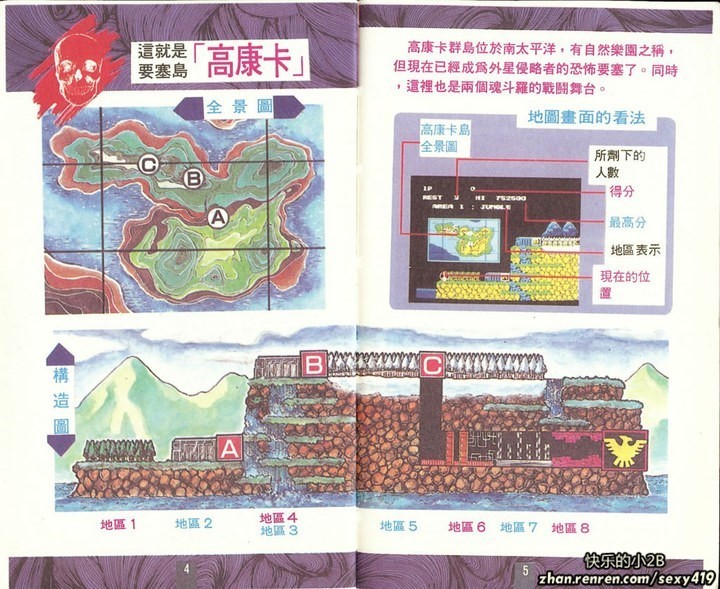 這就是
要塞島「高康卡」
全景圖
C
B
A
構造圖
B
C
A
地區1
地區2
地區4
地區3
4
高康卡群島位於南太平洋，有自然樂園之稱，
但現在已經成爲外星侵略者的恐怖要塞了。同時
，這裡也是兩個魂斗羅的戰鬪舞台。
地圖畫面的看法
高康卡島
全景圖
所劑下的
人數
得分
最高分
地區表示
現在的位
置
1P 0
REST HI 752500
AREA 1 : JUNGLE
地區5
地區6
地區7
地區8
5
快乐的小2B
zhan.renren.com/sexy419